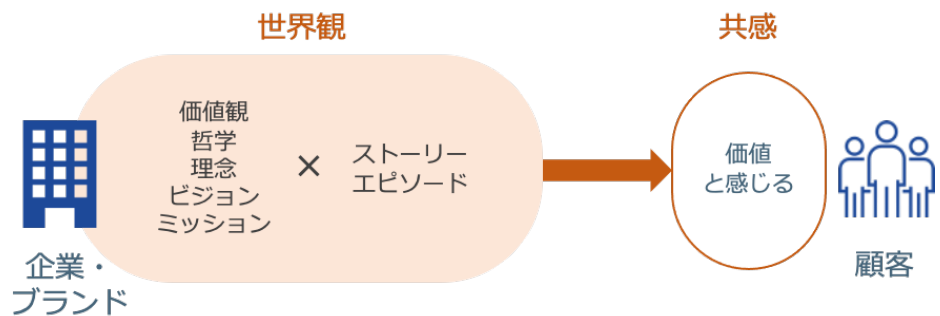 世界観
共感
価値観
哲学
理念
ビジョン
ミッション
×
ストーリー
エピソード
価値
と感じる
企業・
ブランド
顧客